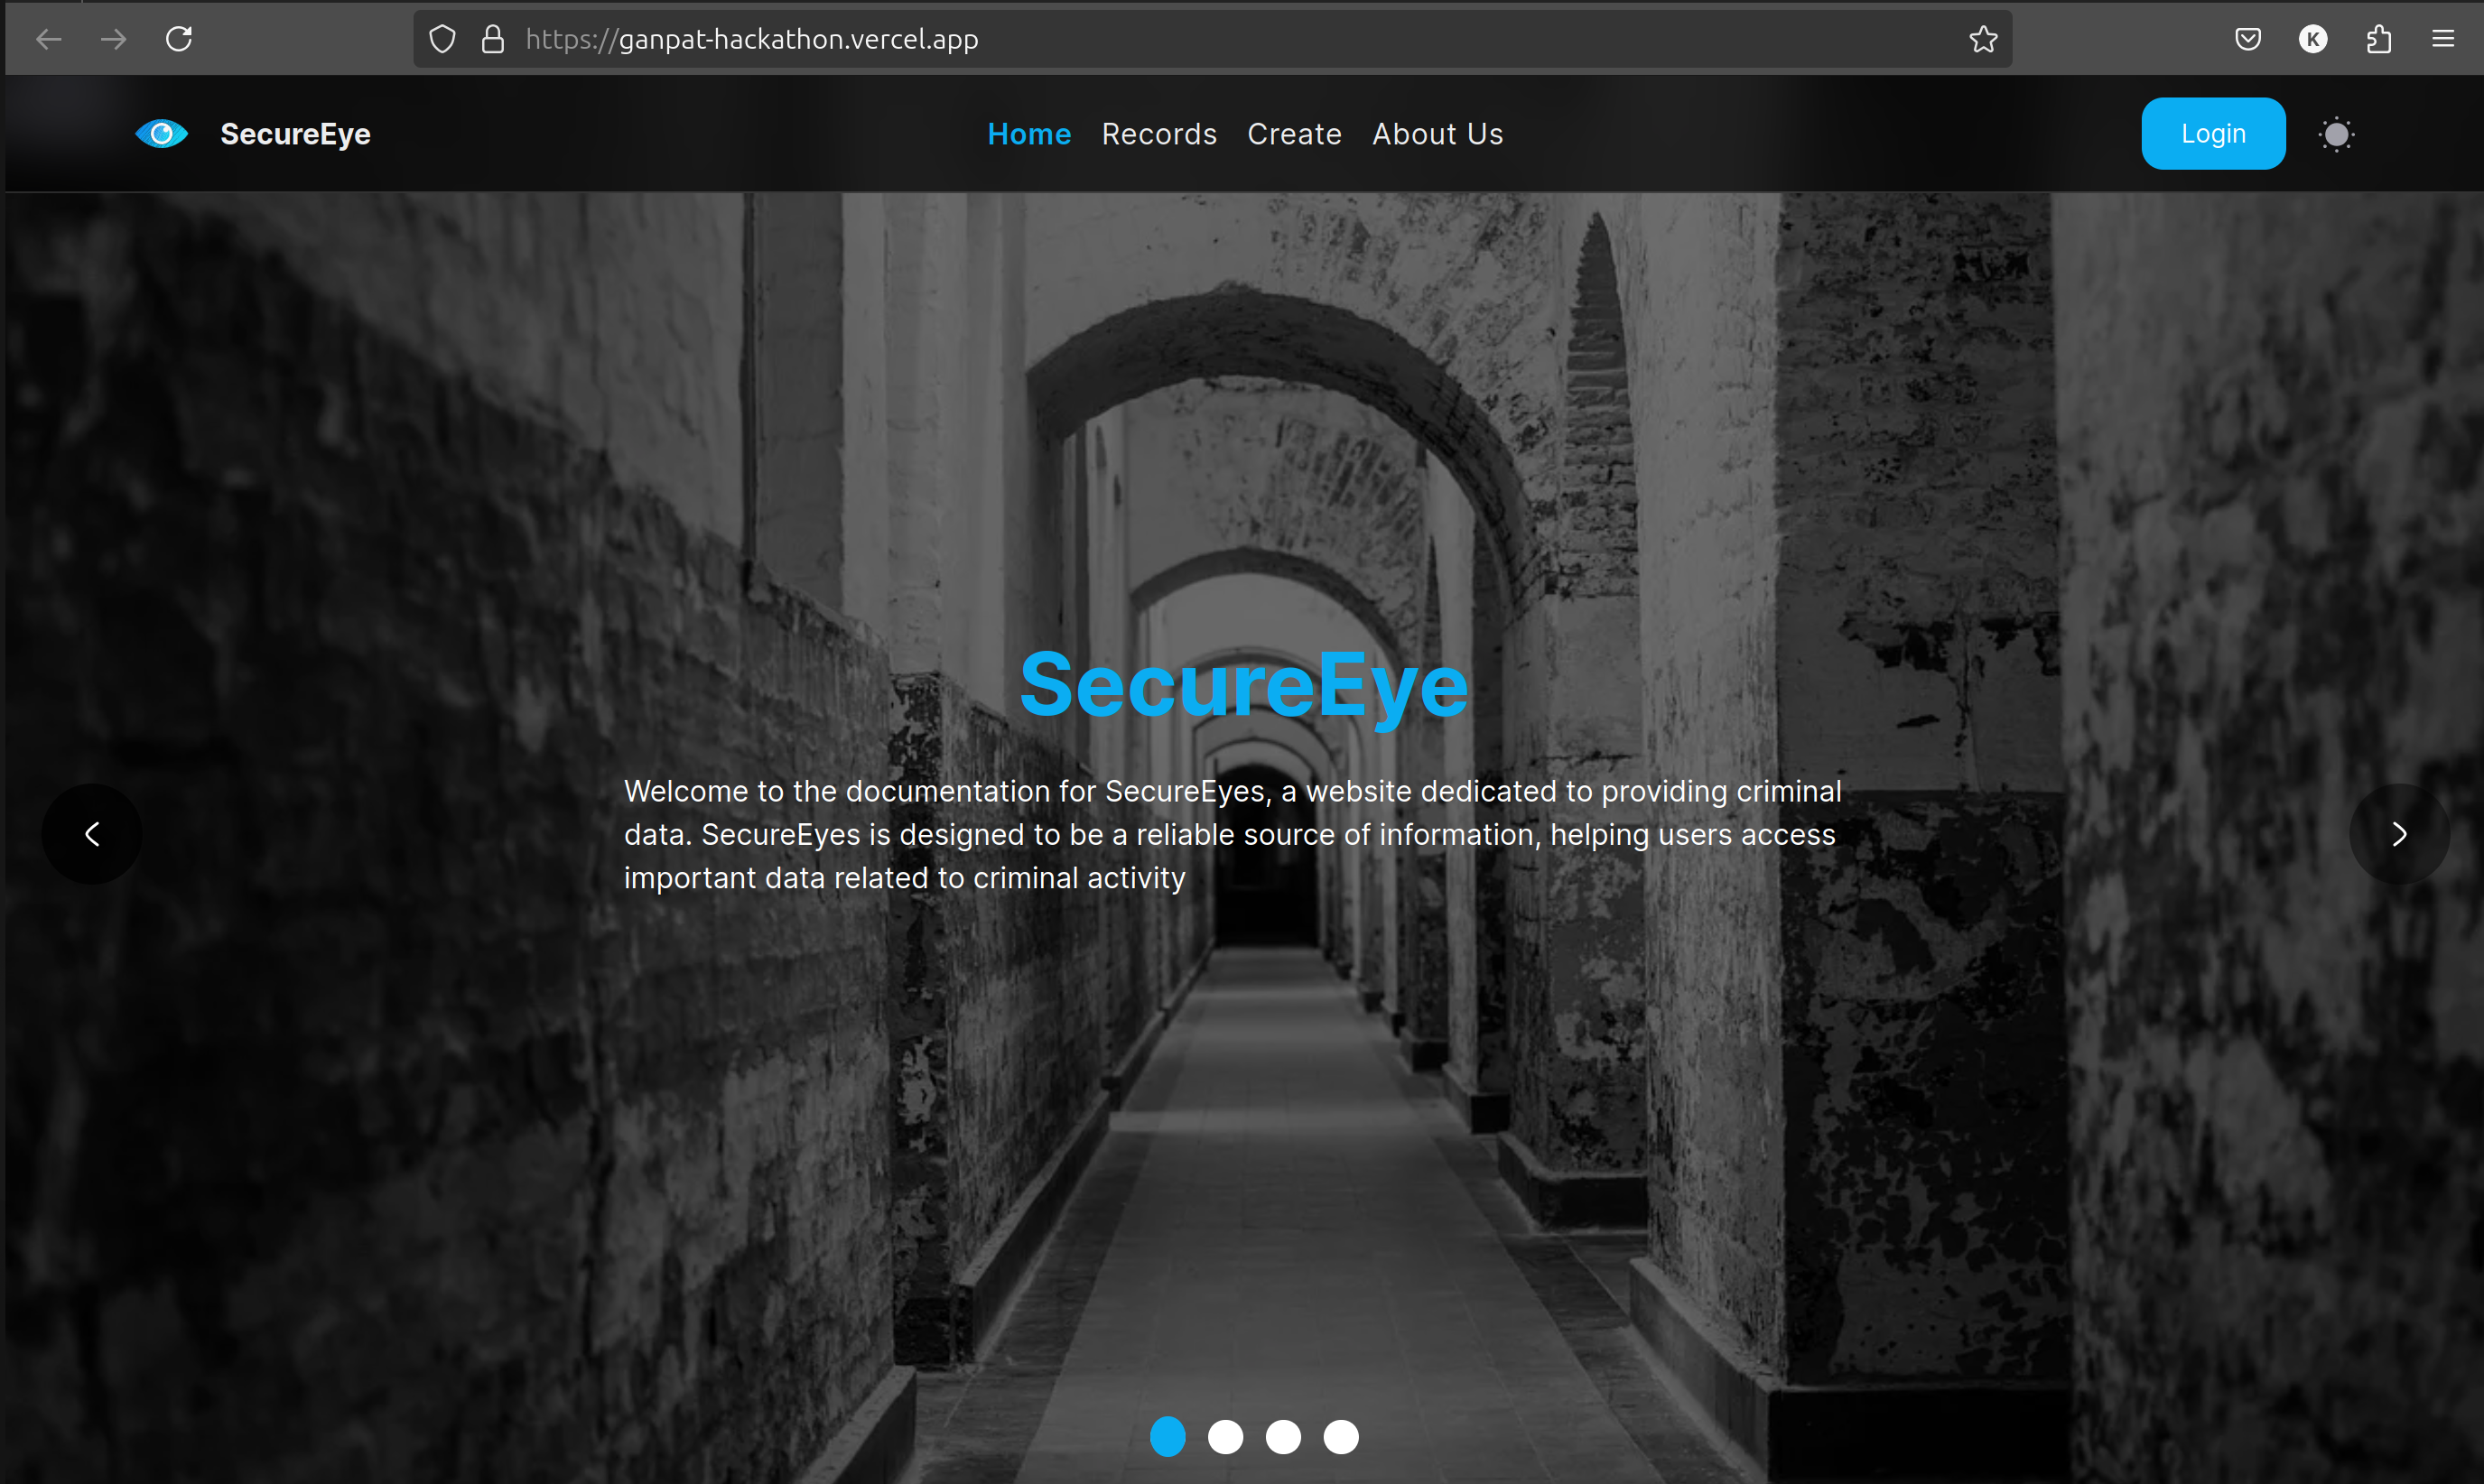 https://ganpat-hackathon.vercel.app
K
SecureEye
Home Records Create About Us
Login
SecureEye
Welcome to the documentation for SecureEyes, a website dedicated to providing criminal
data. SecureEyes is designed to be a reliable source of information, helping users access
important data related to criminal activity